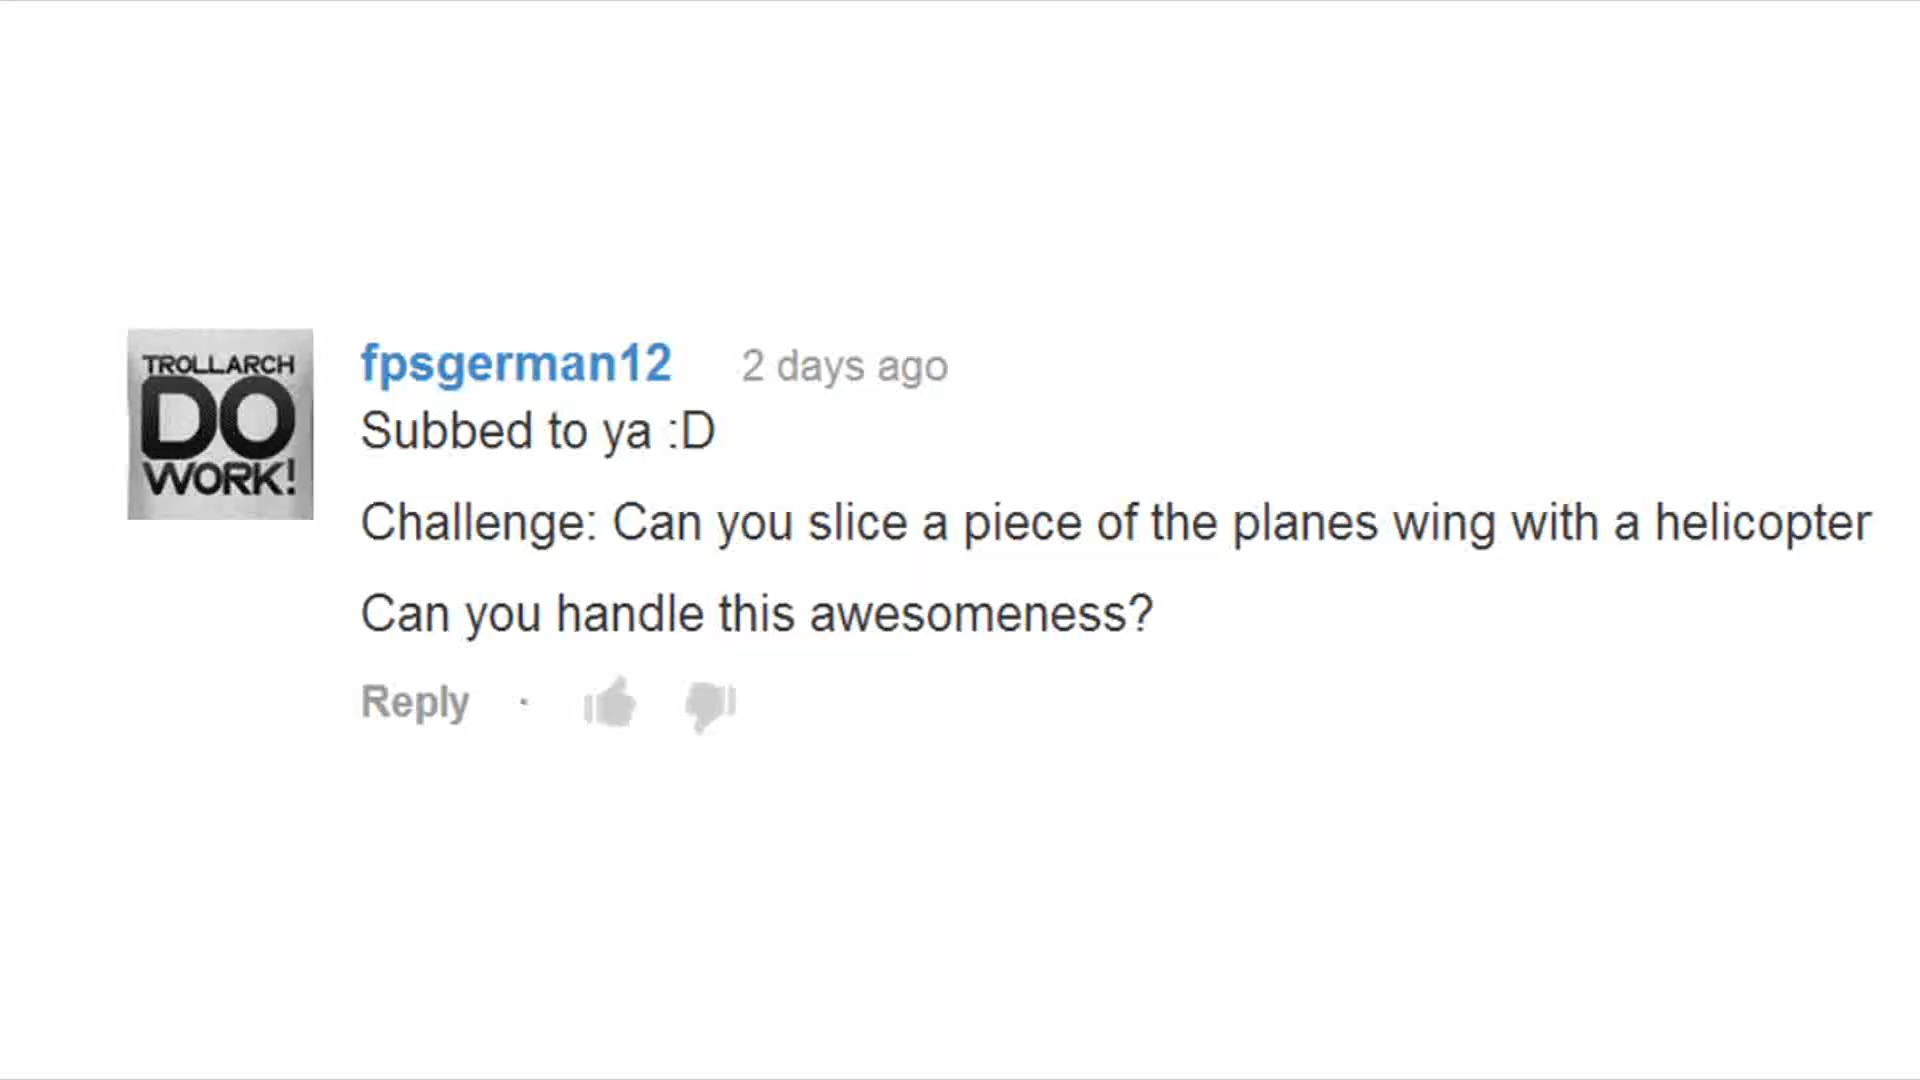 TROLLARCH
DO
WORK!
fpsgerman12 2 days ago
Subbed to ya :D
Challenge: Can you slice a piece of the planes wing with a helicopter
Can you handle this awesomeness?
Reply ·